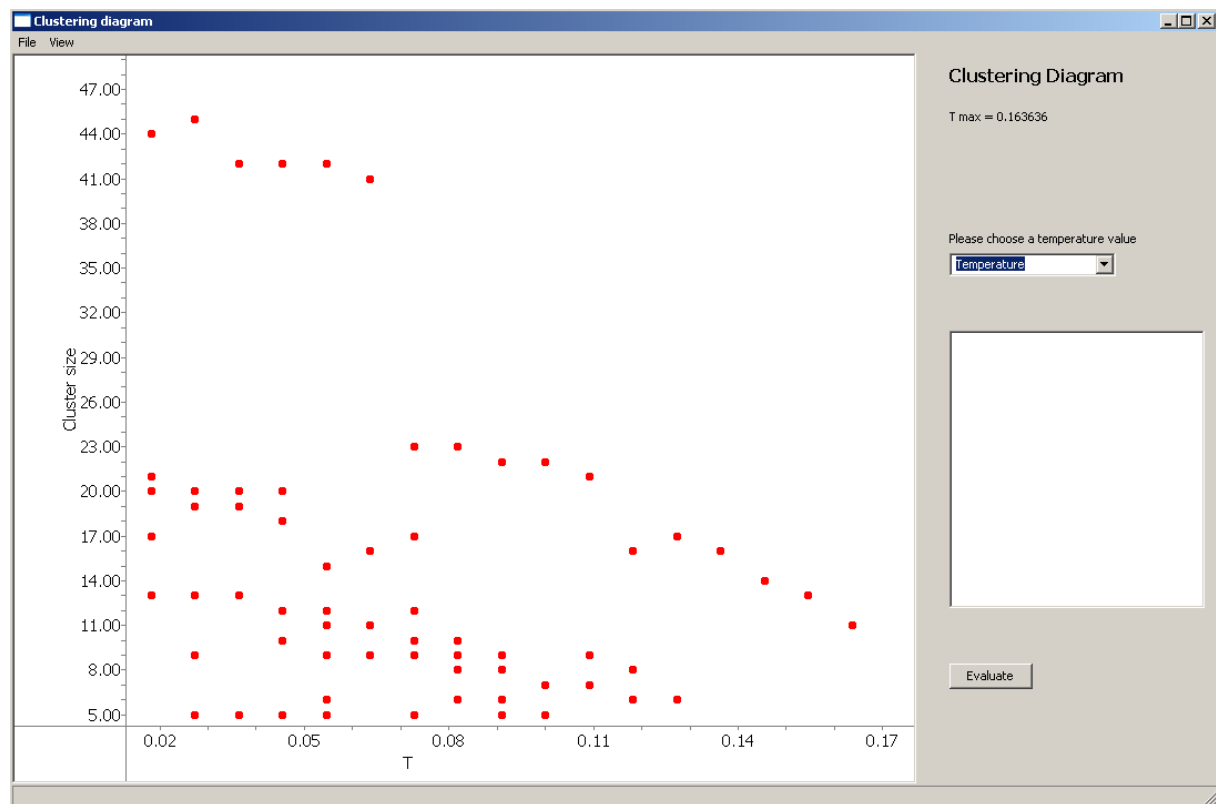 Clustering diagram
File View
47.00
44.00
41.00
38.00
35.00
32.00
29.00
26.00
23.00
20.00
17.00
14.00
11.00
8.00
5.00
Cluster size
0.02 0.05 0.08 0.11 0.14 0.17
T
Clustering Diagram
T max = 0.163636
Please choose a temperature value
Temperature
Evaluate